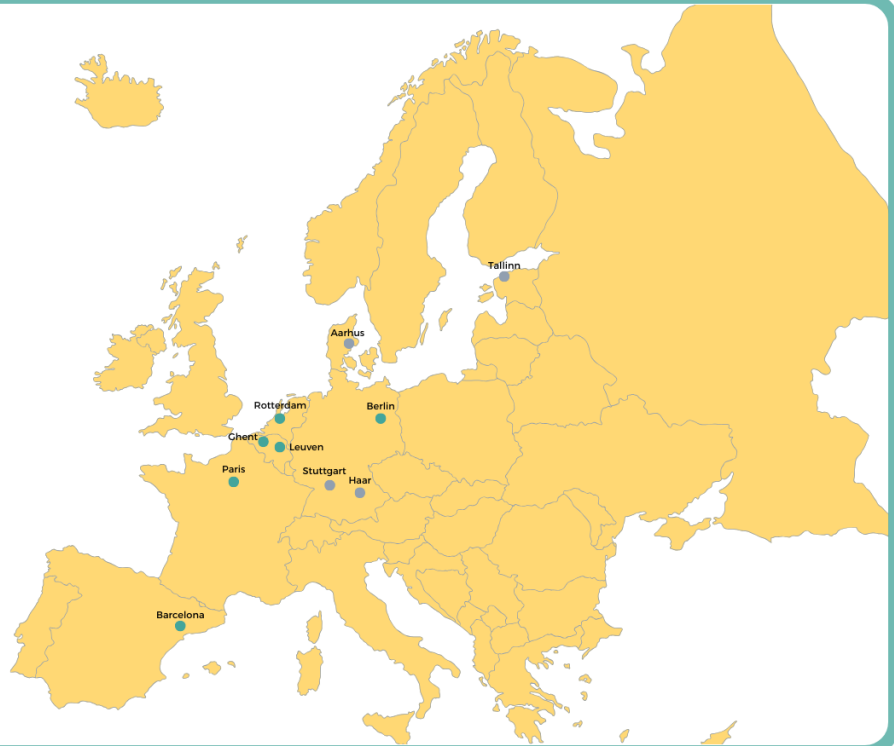 Tallinn
Aarhus
Rotterdam
Berlin
Ghent
Leuven
Paris
Stuttgart
Haar
Barcelona